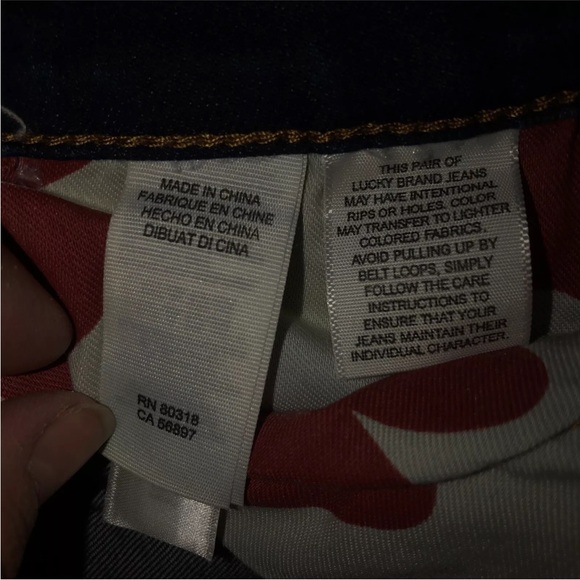 MADE IN CHINA
FABRIQUE EN CHINE
HECHO EN CHINA
DIBUAT DI CINA
RN 80318
CA 56897
THIS PAIR OF
LUCKY BRAND JEANS
MAY HAVE INTENTIONAL
RIPS OR HOLES. COLOR
MAY TRANSFER TO LIGHTER
COLORED FABRICS.
AVOID PULLING UP BY
BELT LOOPS, SIMPLY
FOLLOW THE CARE
INSTRUCTIONS TO
ENSURE THAT YOUR
JEANS MAINTAIN THEIR
INDIVIDUAL CHARACTER.